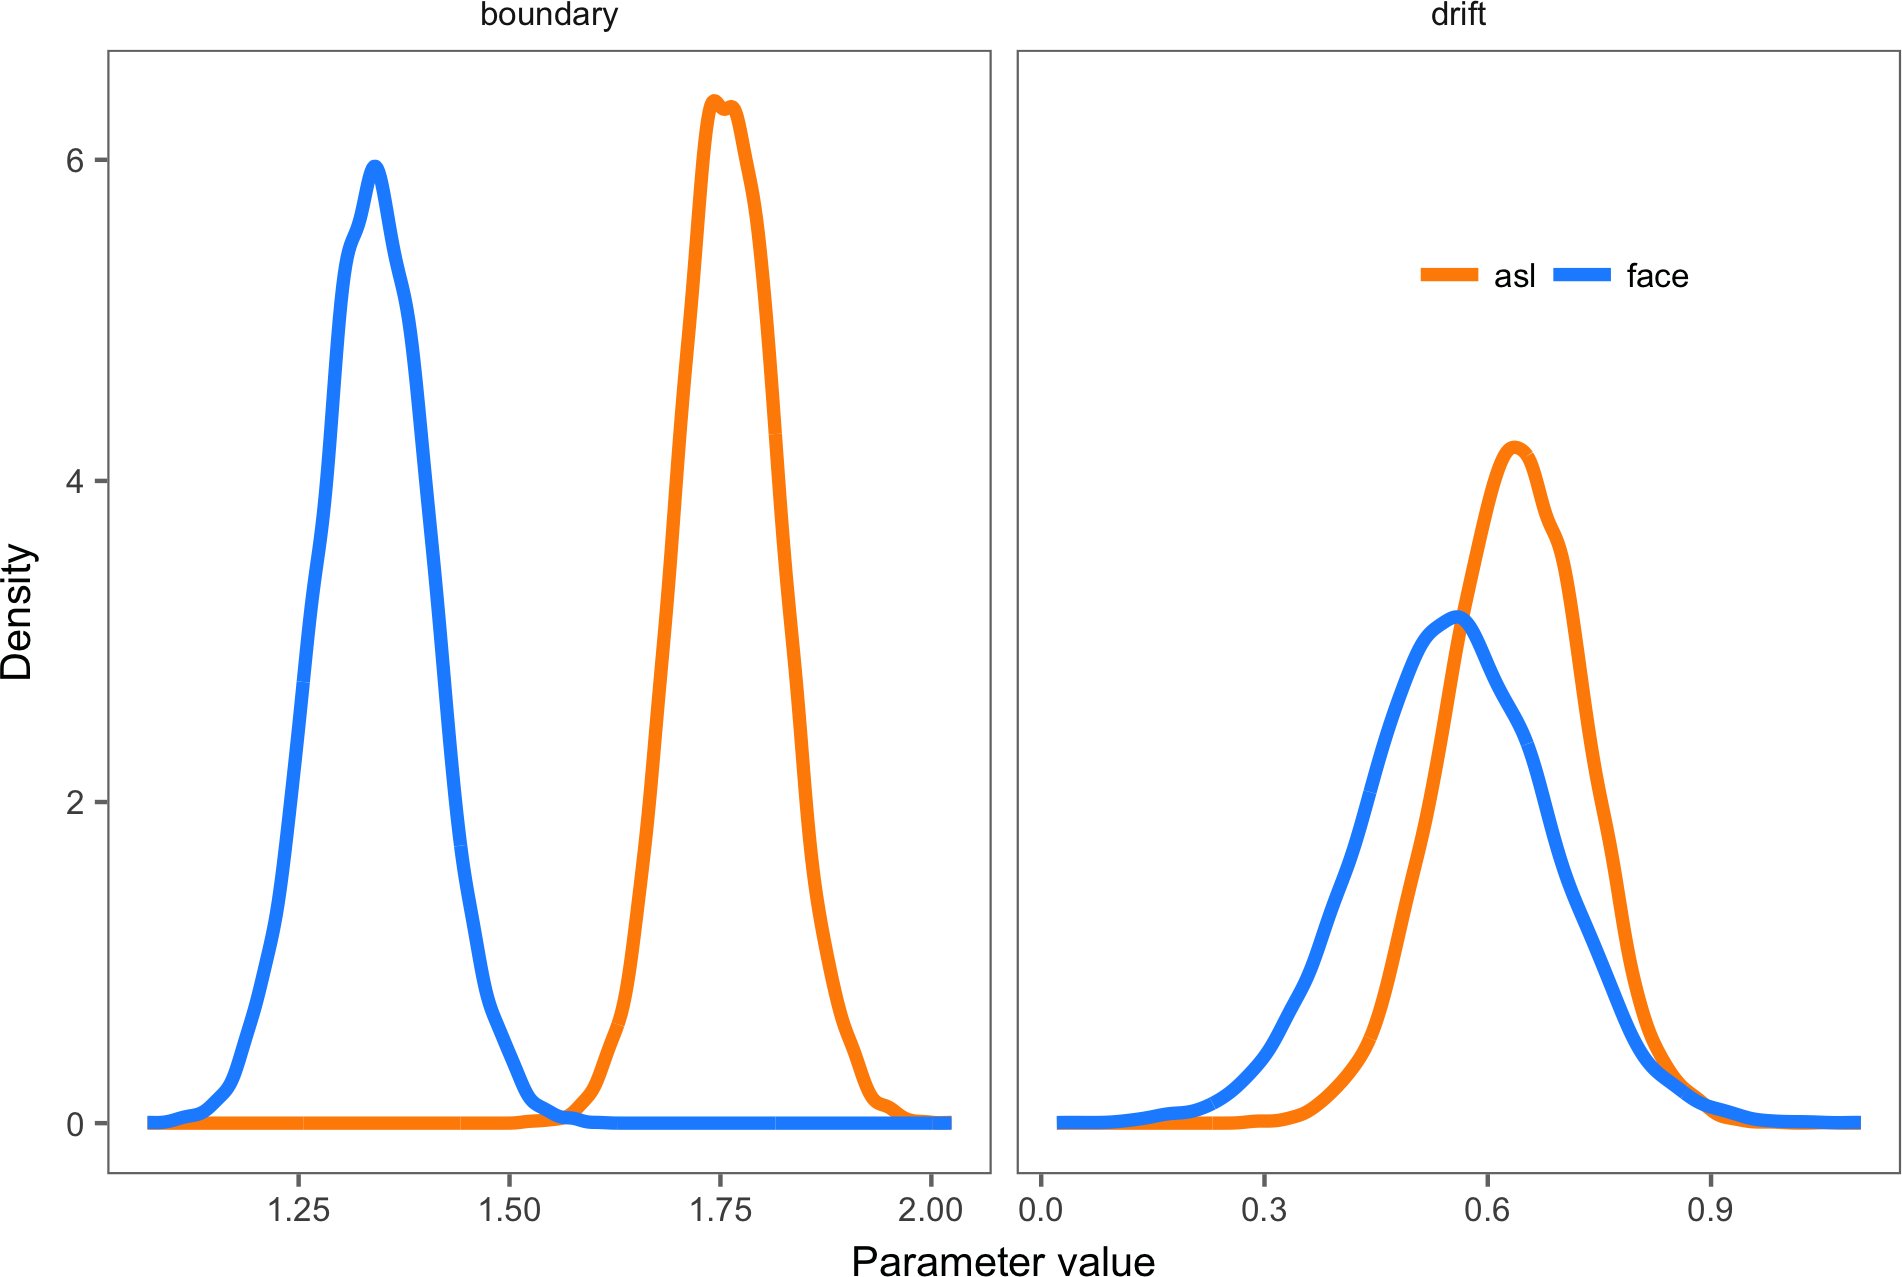 boundary
drift
Density
6
4
2
0
asl face
1.25 1.50 1.75 2.00
0.0 0.3 0.6 0.9
Parameter value